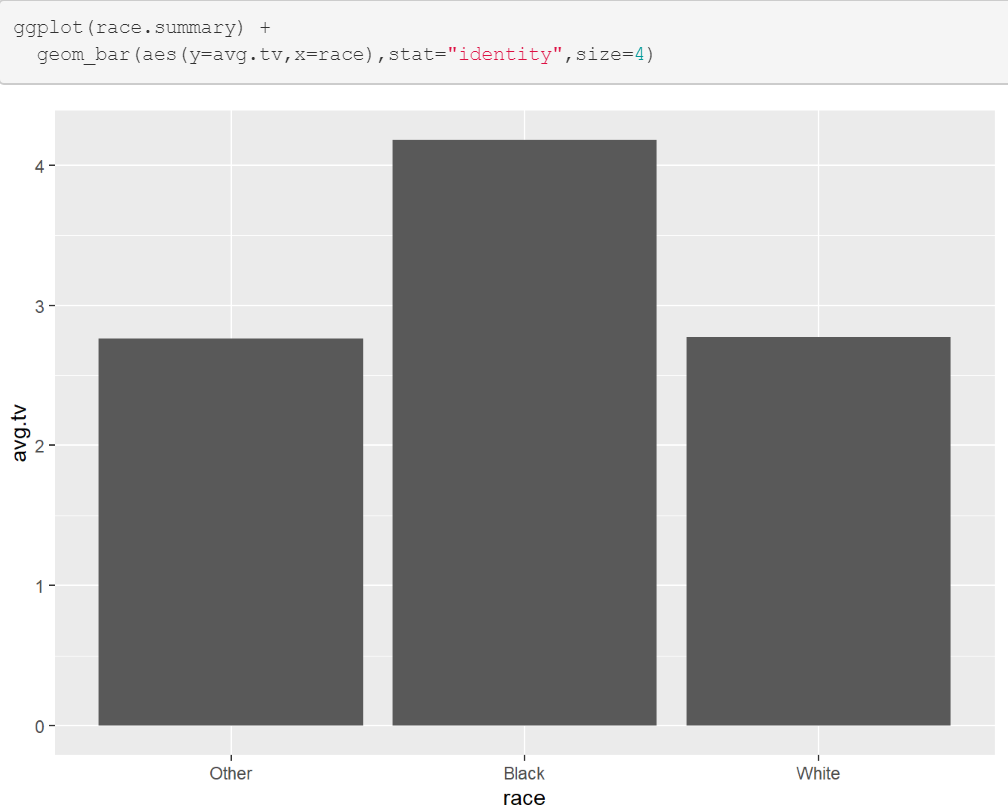 ggplot(race.summary) +
  geom_bar(aes(y=avg.tv,x=race),stat="identity",size=4)
4
3
avg.tv
2
1
0
Other Black White
race